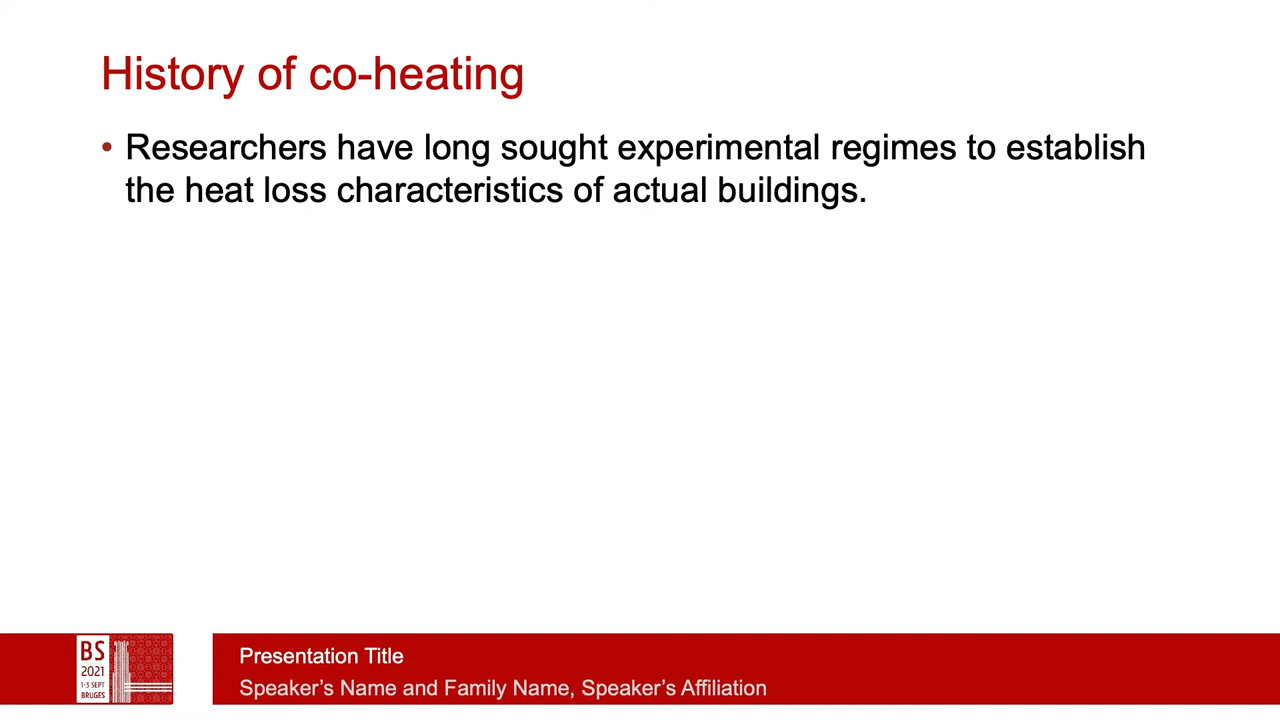 History of co-heating
• Researchers have long sought experimental regimes to establish
the heat loss characteristics of actual buildings.
BS
2021
1-3 SEPT
BRUGES
Presentation Title
Speaker’s Name and Family Name, Speaker’s Affiliation